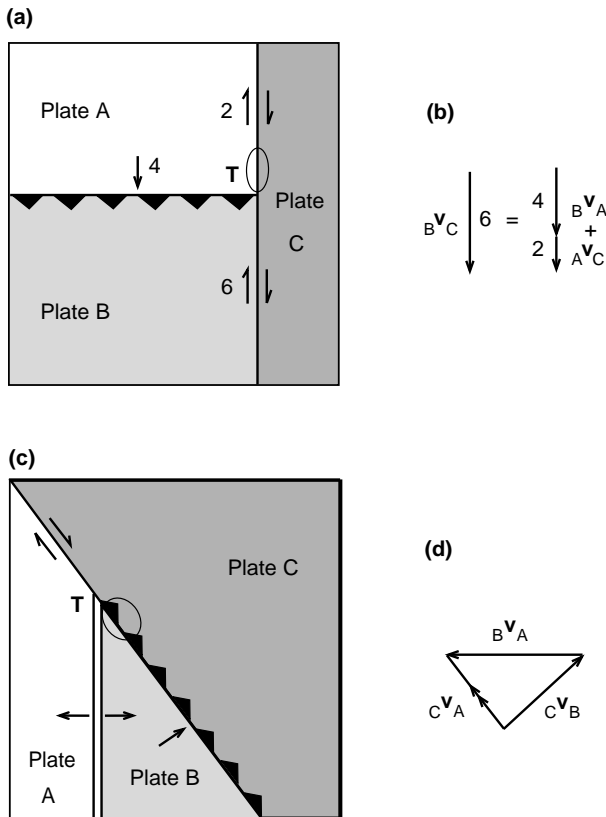 (a)
Plate A
2
4
T
Plate
C
Plate B
6
(b)
BvC 6 = 4 BvA
+
2 AvC
(c)
Plate C
T
Plate
A
Plate B
(d)
BvA
CvA
CvB